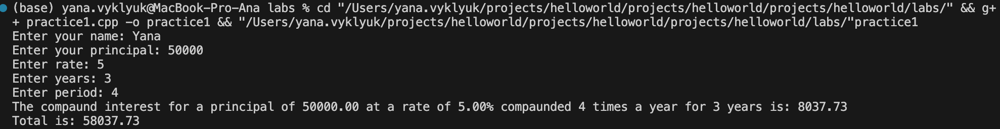 (base) yana.vyklyuk@MacBook-Pro-Ana labs % cd "/Users/yana.vyklyuk/projects/helloworld/projects/helloworld/projects/helloworld/labs/" && g+
+ practice1.cpp -o practice1 && "/Users/yana.vyklyuk/projects/helloworld/projects/helloworld/projects/helloworld/labs/"practice1
Enter your name: Yana
Enter your principal: 50000
Enter rate: 5
Enter years: 3
Enter period: 4
The compaund interest for a principal of 50000.00 at a rate of 5.00% compaunded 4 times a year for 3 years is: 8037.73
Total is: 58037.73